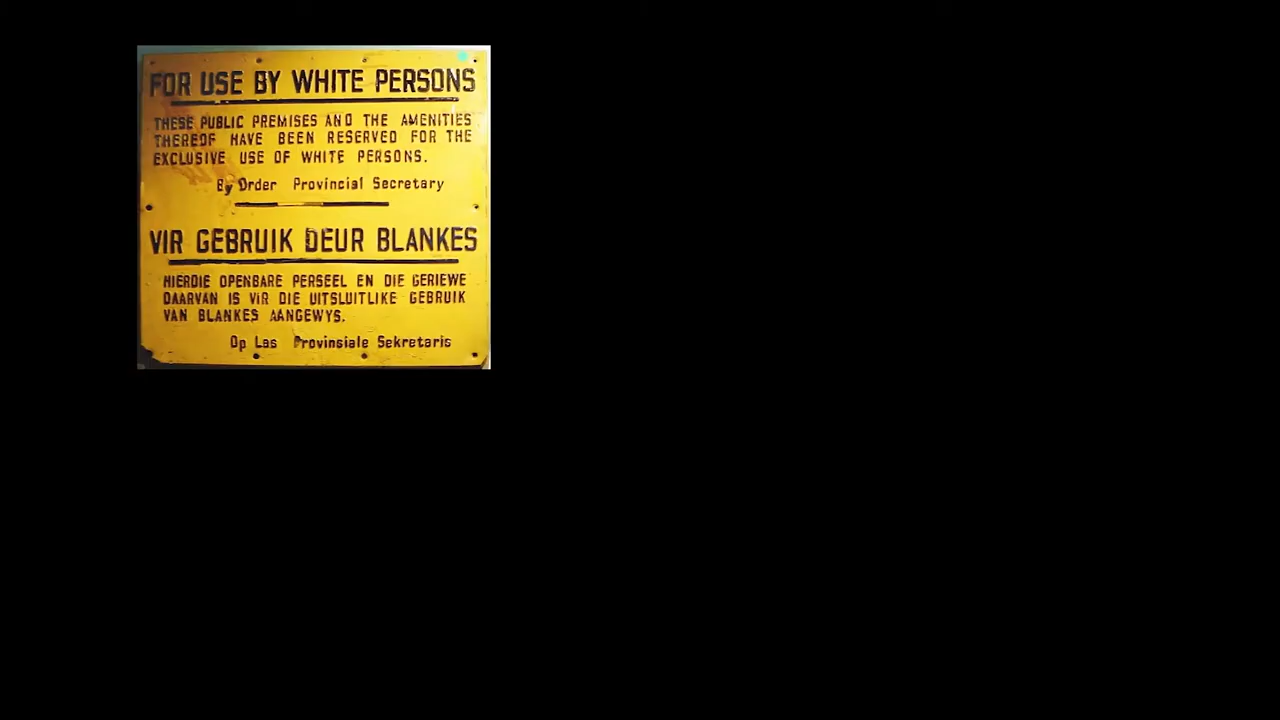 FOR USE BY WHITE PERSONS
THESE PUBLIC PREMISES AND THE AMENITIES
THEREOF HAVE BEEN RESERVED FOR THE
EXCLUSIVE USE OF WHITE PERSONS.
By Order Provincial Secretary
VIR GEBRUIK DEUR BLANKES
HIERDIE OPENBARE PERSEEL EN DIE GERIEWE
DAARVAN IS VIR DIE UITSLUITLIKE GEBRUIK
VAN BLANKES AANGEWYS.
Op Las Provinsiale Sekretaris